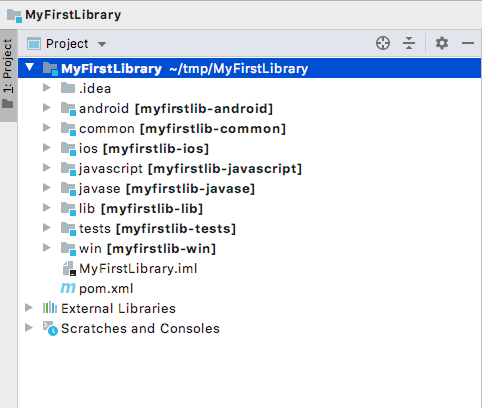 MyFirstLibrary
1: Project
Project
MyFirstLibrary ~/tmp/MyFirstLibrary
.idea
android [myfirstlib-android]
common [myfirstlib-common]
ios [myfirstlib-ios]
javascript [myfirstlib-javascript]
javase [myfirstlib-javase]
lib [myfirstlib-lib]
tests [myfirstlib-tests]
win [myfirstlib-win]
MyFirstLibrary.iml
m pom.xml
External Libraries
Scratches and Consoles